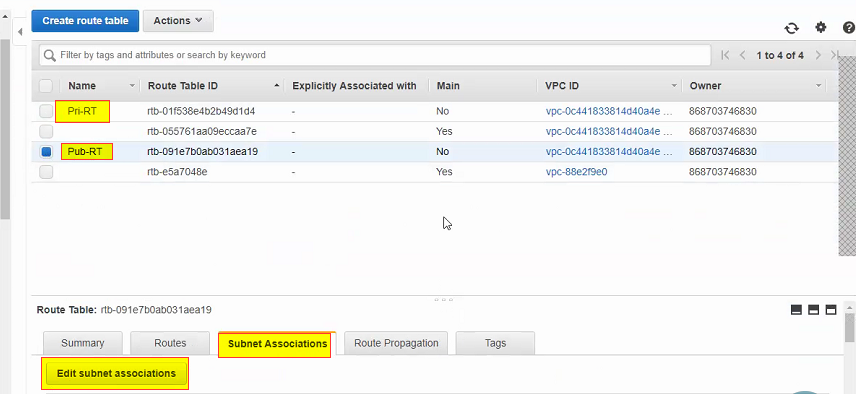 Create route table Actions
Filter by tags and attributes or search by keyword 1 to 4 of 4
Name Route Table ID Explicitly Associated with Main VPC ID Owner
Pri-RT rtb-01f538e4b2b49d1d4 - No vpc-0c441833814d40a4e ... 868703746830
rtb-055761aa09eccaa7e - Yes vpc-0c441833814d40a4e ... 868703746830
Pub-RT rtb-091e7b0ab031aea19 - No vpc-0c441833814d40a4e ... 868703746830
rtb-e5a7048e - Yes vpc-88e2f9e0 868703746830
Route Table: rtb-091e7b0ab031aea19
Summary Routes Subnet Associations Route Propagation Tags
Edit subnet associations